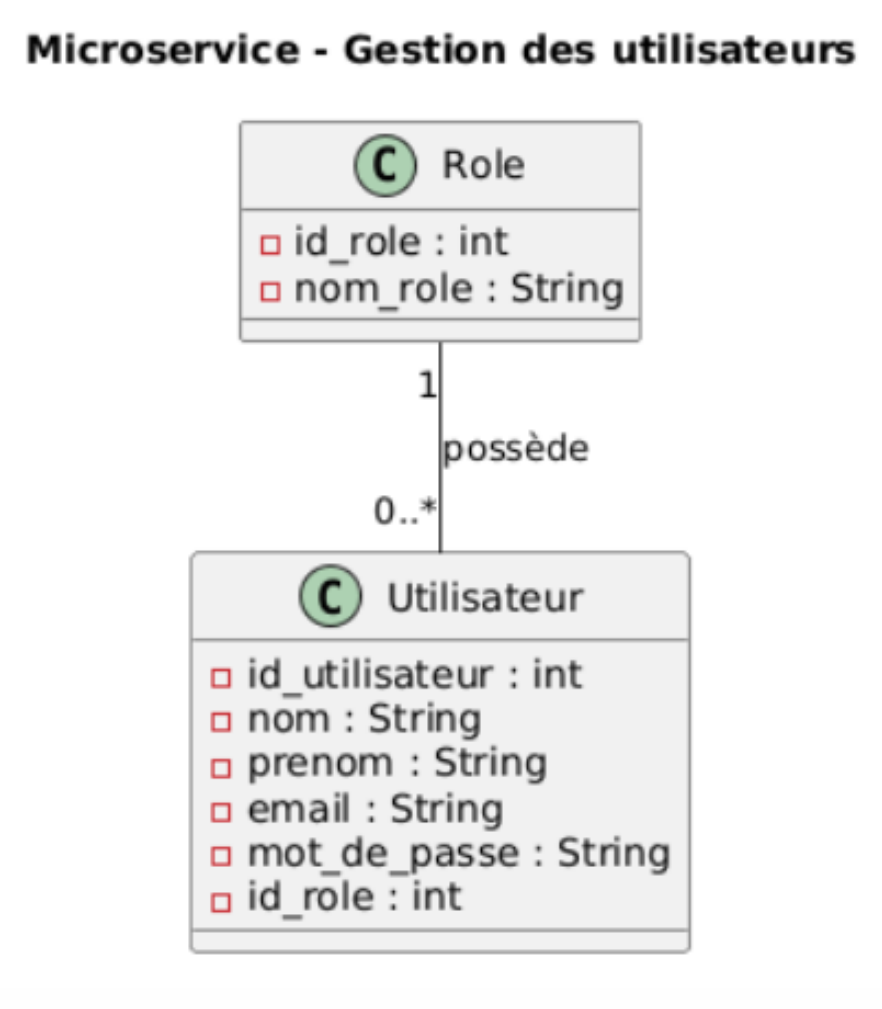 Microservice - Gestion des utilisateurs
C Role
id_role : int
nom_role : String
1
possède
0..*
C Utilisateur
id_utilisateur : int
nom : String
prenom : String
email : String
mot_de_passe : String
id_role : int